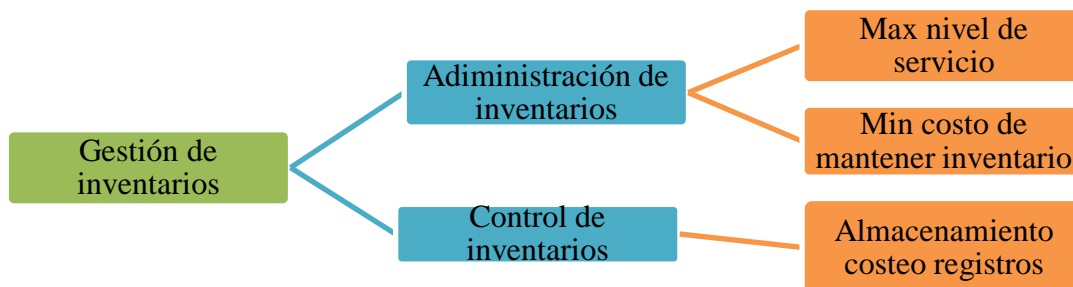 Gestión de
inventarios
Adiministración de
inventarios
Max nivel de
servicio
Min costo de
mantener inventario
Control de
inventarios
Almacenamiento
costeo registros